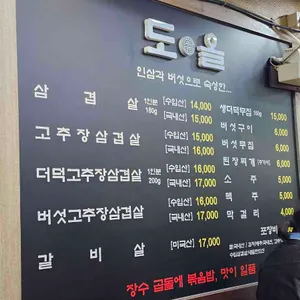 도울
인삼각 버섯으로 숙성한...
삼겹살 1인분 180g [수입산] 14,000
[국내산] 15,000
고추장삼겹살 [수입산] 15,000
[국내산] 16,000
더덕고추장삼겹살 1인분 200g [수입산] 16,000
[국내산] 17,000
버섯고추장삼겹살 [수입산] 16,000
[국내산] 17,000
갈비살 [미국산] 17,000
생더덕무침 100g 15,000
버섯구이 6,000
버섯무침 6,000
된장찌개 5,000
소주 5,000
맥주 5,000
막걸리 4,000
포장비
장수 곱돌에 볶음밥, 맛이 일품